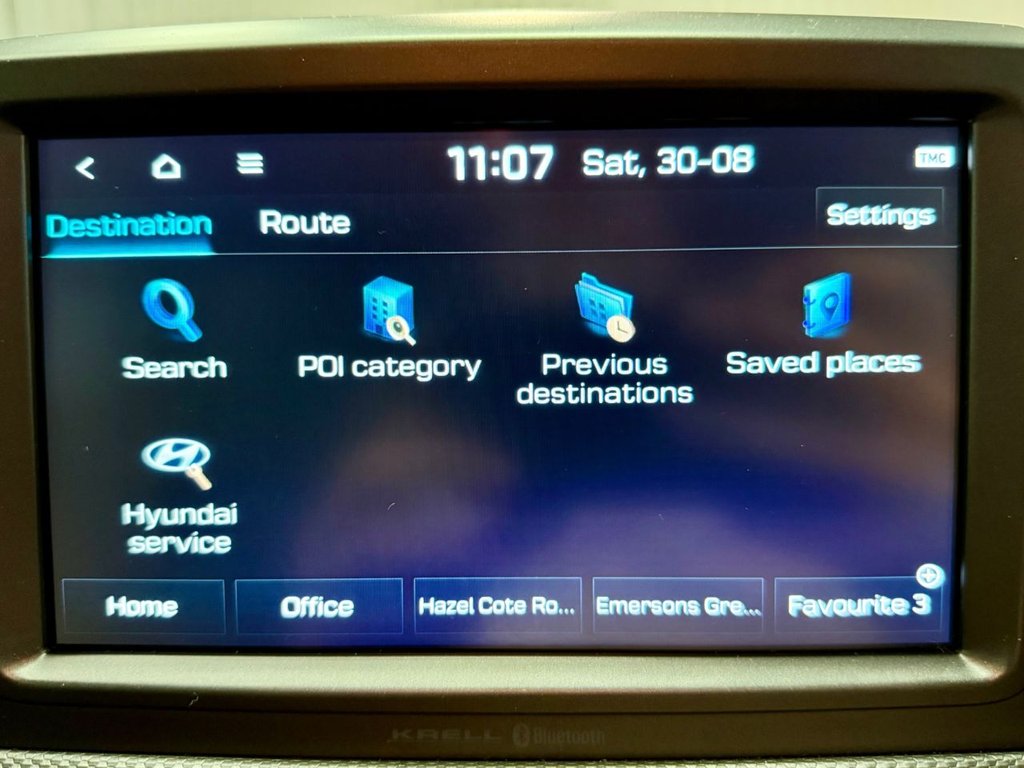 11:07 Sat, 30-08 TMC
Destination Route Settings
Search POI category Previous destinations Saved places
Hyundai
service
Home Office Hazel Cote Ro... Emersons Gre... Favourite 3
KRELL Bluetooth